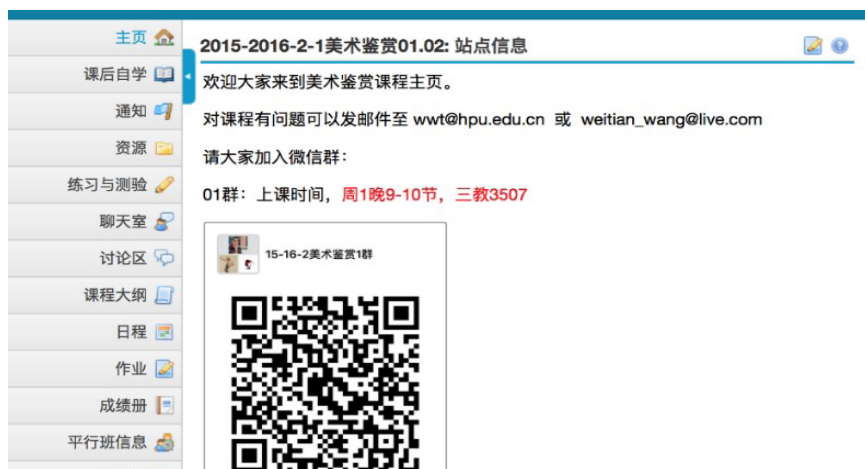 主页
课后自学
通知
资源
练习与测验
聊天室
讨论区
课程大纲
日程
作业
成绩册
平行班信息
2015-2016-2-1美术鉴赏01.02: 站点信息
欢迎大家来到美术鉴赏课程主页。
对课程有问题可以发邮件至 wwt@hpu.edu.cn 或 weitian_wang@live.com
请大家加入微信群：
01群：上课时间，周1晚9-10节，三教3507
15-16-2美术鉴赏1群